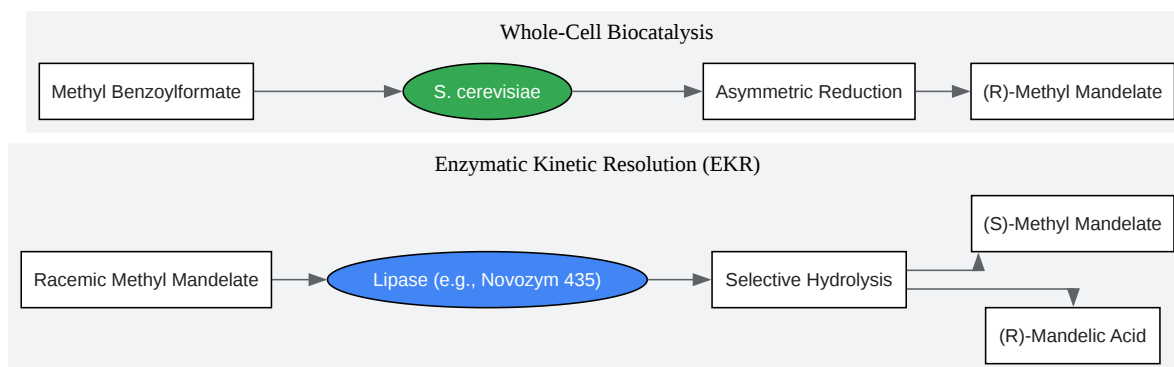 Whole-Cell Biocatalysis
Methyl Benzoylformate
S. cerevisiae
Asymmetric Reduction
(R)-Methyl Mandelate
Enzymatic Kinetic Resolution (EKR)
(S)-Methyl Mandelate
Racemic Methyl Mandelate
Lipase (e.g., Novozym 435)
Selective Hydrolysis
(R)-Mandelic Acid